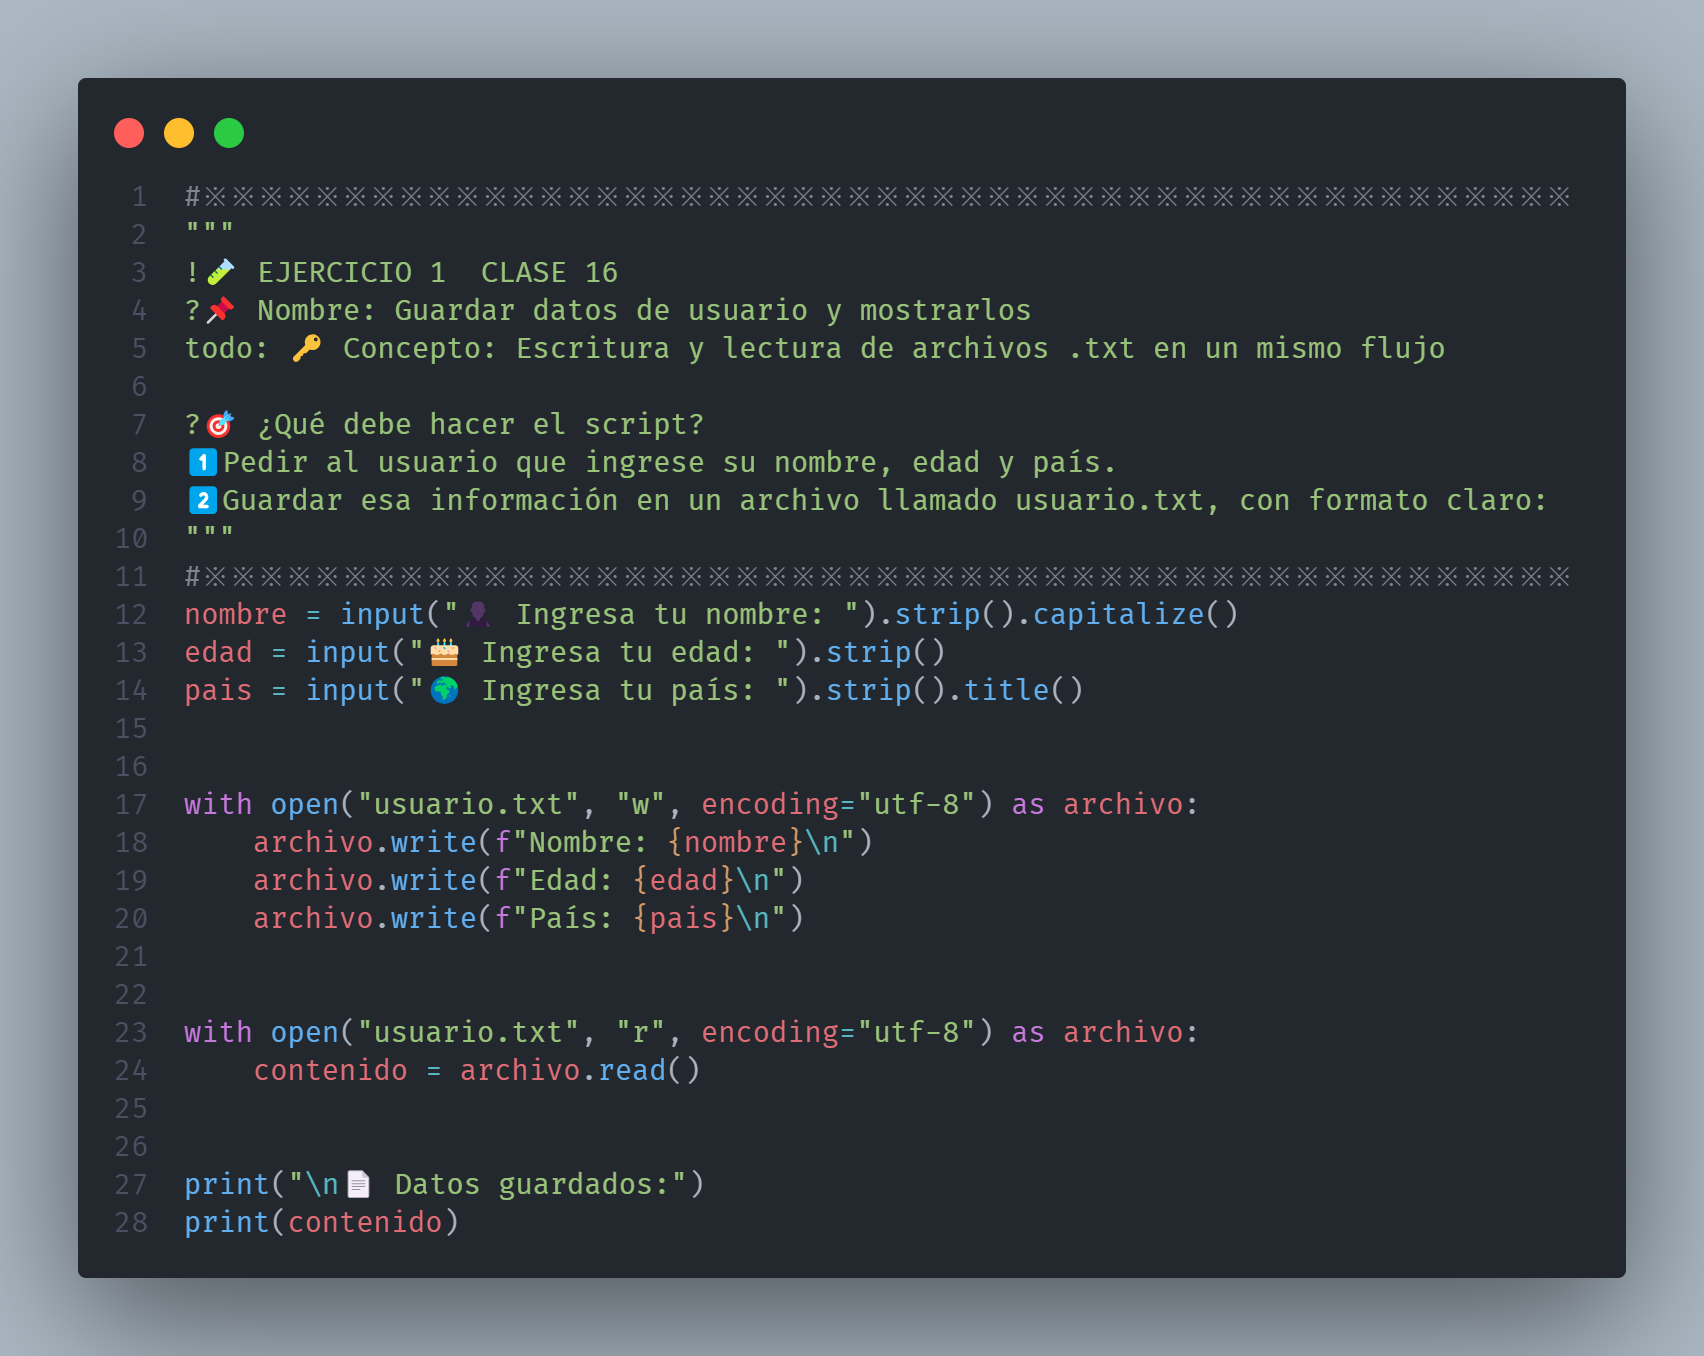 1 #※※※※※※※※※※※※※※※※※※※※※※※※※※※※※※※※※※※※※※※※※※※※※※※※※
2 """
3 !🧪 EJERCICIO 1  CLASE 16
4 ?📌 Nombre: Guardar datos de usuario y mostrarlos
5 todo: 🔑 Concepto: Escritura y lectura de archivos .txt en un mismo flujo
6
7 ?🎯 ¿Qué debe hacer el script?
8 1️⃣Pedir al usuario que ingrese su nombre, edad y país.
9 2️⃣Guardar esa información en un archivo llamado usuario.txt, con formato claro:
10 """
11 #※※※※※※※※※※※※※※※※※※※※※※※※※※※※※※※※※※※※※※※※※※※※※※※※※
12 nombre = input("👤 Ingresa tu nombre: ").strip().capitalize()
13 edad = input("🎂 Ingresa tu edad: ").strip()
14 pais = input("🌍 Ingresa tu país: ").strip().title()
15
16
17 with open("usuario.txt", "w", encoding="utf-8") as archivo:
18     archivo.write(f"Nombre: {nombre}\n")
19     archivo.write(f"Edad: {edad}\n")
20     archivo.write(f"País: {pais}\n")
21
22
23 with open("usuario.txt", "r", encoding="utf-8") as archivo:
24     contenido = archivo.read()
25
26
27 print("\n📄 Datos guardados:")
28 print(contenido)